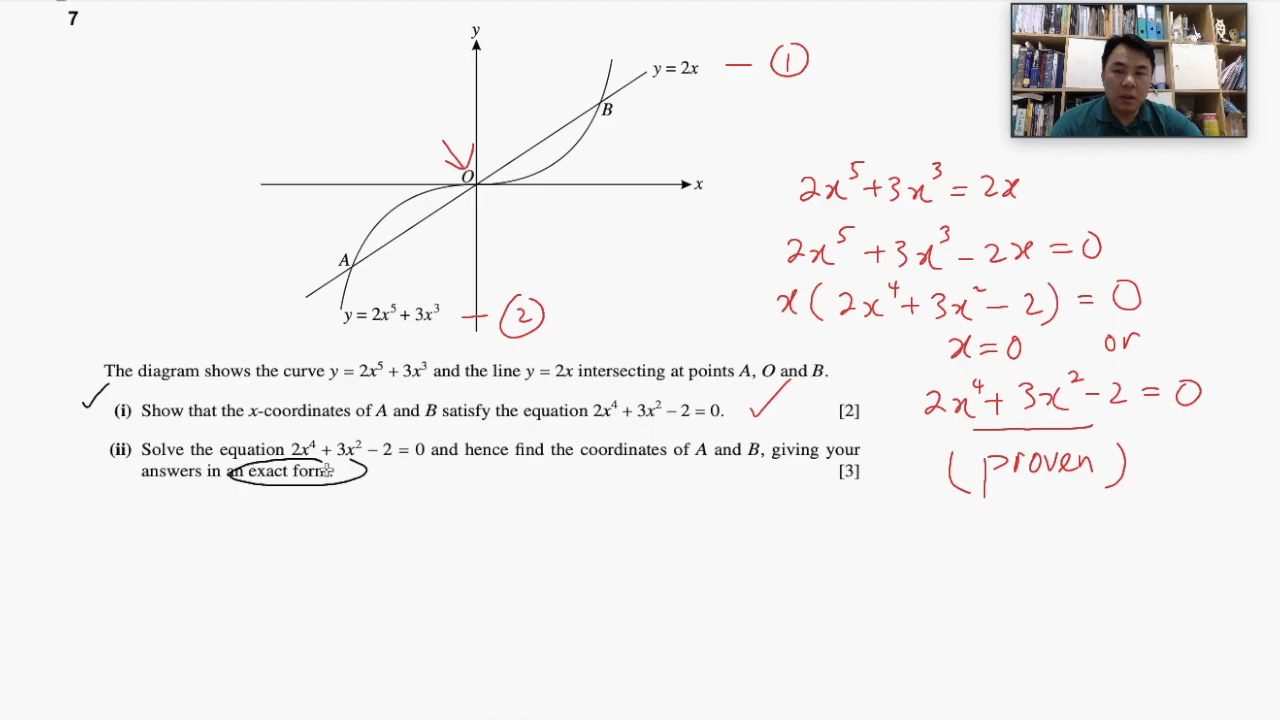 7
y
y = 2x — ①
B
O
x
A
y = 2x⁵ + 3x³ — ②
2x⁵ + 3x³ = 2x
2x⁵ + 3x³ − 2x = 0
x(2x⁴ + 3x² − 2) = 0
x = 0 or
2x⁴ + 3x² − 2 = 0
(proven)
The diagram shows the curve y = 2x⁵ + 3x³ and the line y = 2x intersecting at points A, O and B.
(i) Show that the x-coordinates of A and B satisfy the equation 2x⁴ + 3x² − 2 = 0. [2]
(ii) Solve the equation 2x⁴ + 3x² − 2 = 0 and hence find the coordinates of A and B, giving your
answers in an exact form. [3]